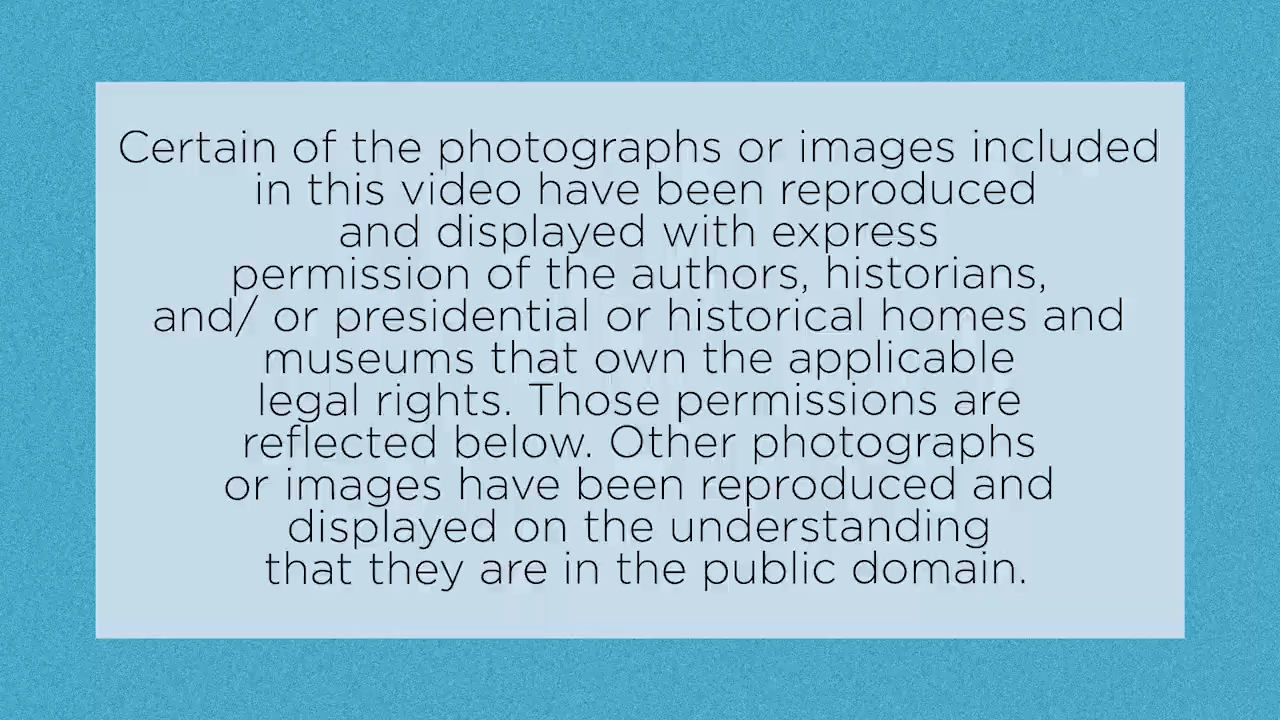 Certain of the photographs or images included
in this video have been reproduced
and displayed with express
permission of the authors, historians,
and/ or presidential or historical homes and
museums that own the applicable
legal rights. Those permissions are
reflected below. Other photographs
or images have been reproduced and
displayed on the understanding
that they are in the public domain.